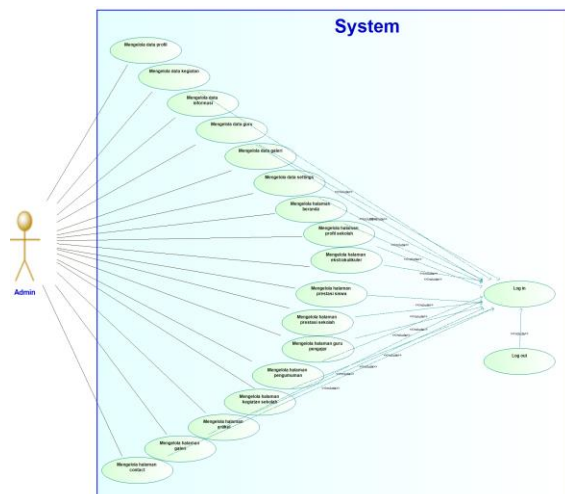 System
Mengelola data profil
Mengelola data kegiatan
Mengelola data
informasi
Mengelola data guru
Mengelola data galeri
Mengelola data settings
Mengelola halaman
beranda
Mengelola halaman
profil sekolah
Mengelola halaman
ekstrakulikuler
Mengelola halaman
prestasi siswa
Mengelola halaman
prestasi sekolah
Mengelola halaman guru
pengajar
Mengelola halaman
pengumuman
Mengelola halaman
kegiatan sekolah
Mengelola halaman
artikel
Mengelola halaman
galeri
Mengelola halaman
contact
Admin
Log in
Log out